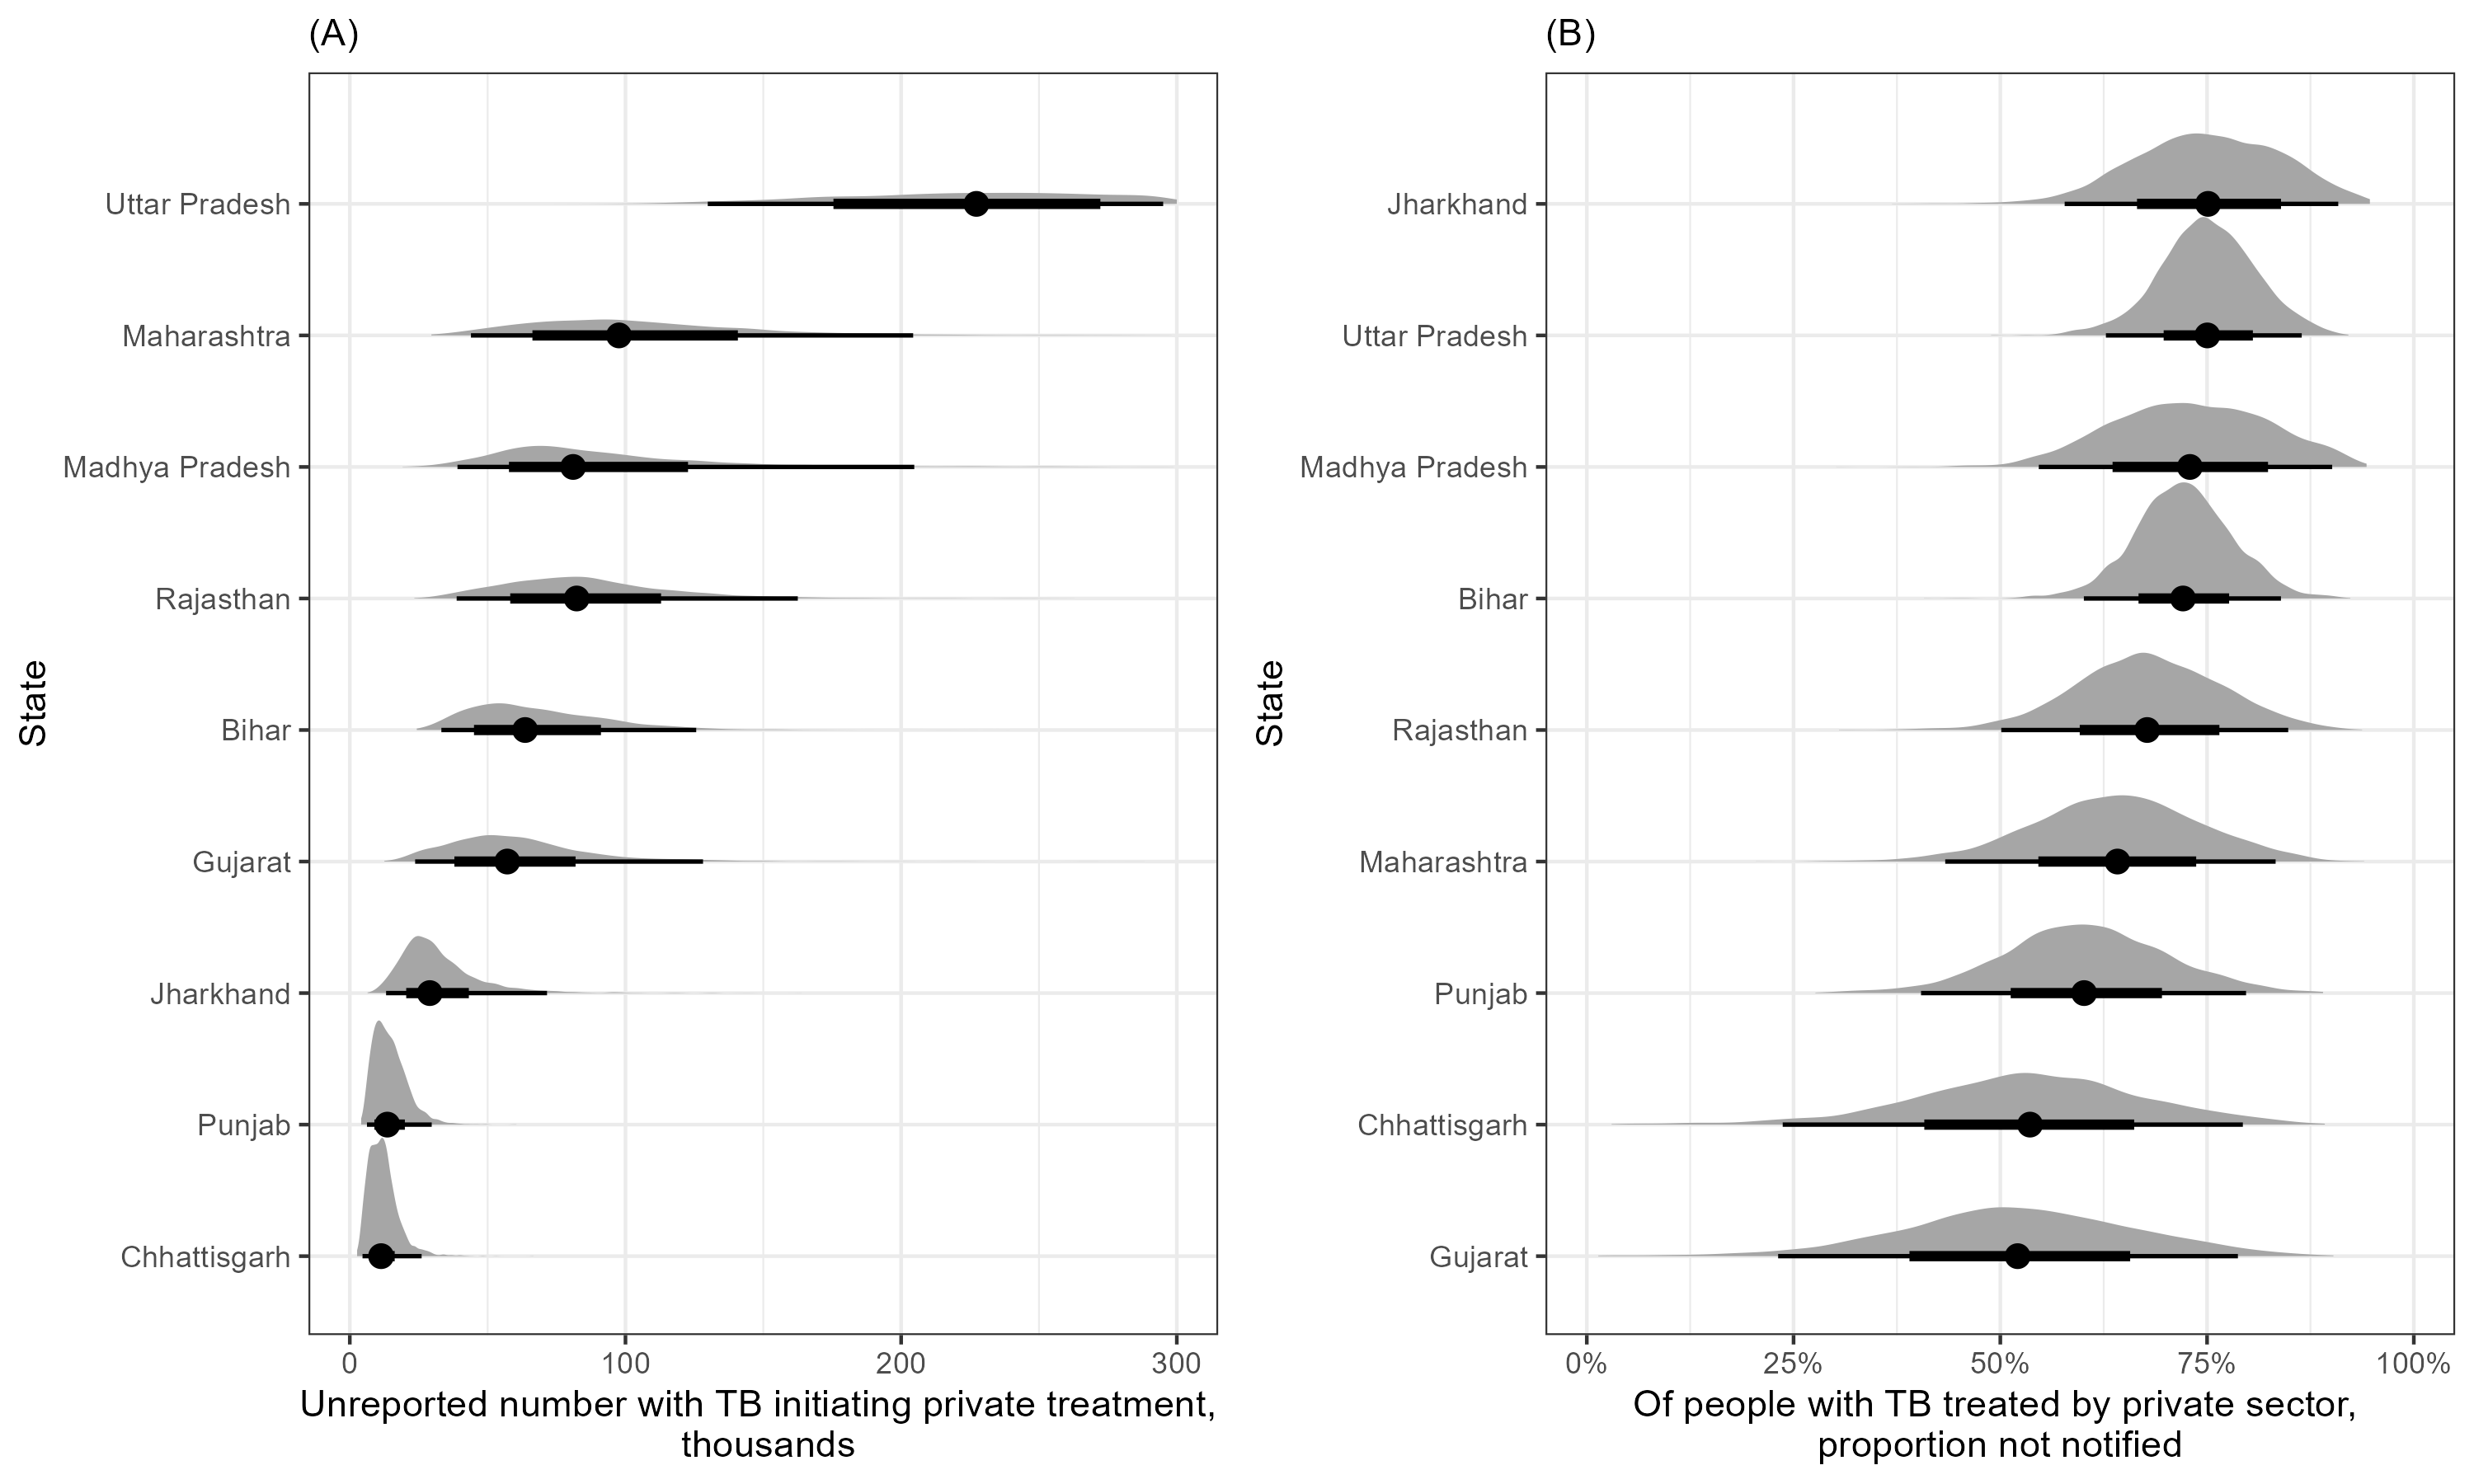 (A)
State
Uttar Pradesh
Maharashtra
Madhya Pradesh
Rajasthan
Bihar
Gujarat
Jharkhand
Punjab
Chhattisgarh
0 100 200 300
Unreported number with TB initiating private treatment,
thousands
(B)
State
Jharkhand
Uttar Pradesh
Madhya Pradesh
Bihar
Rajasthan
Maharashtra
Punjab
Chhattisgarh
Gujarat
0% 25% 50% 75% 100%
Of people with TB treated by private sector,
proportion not notified